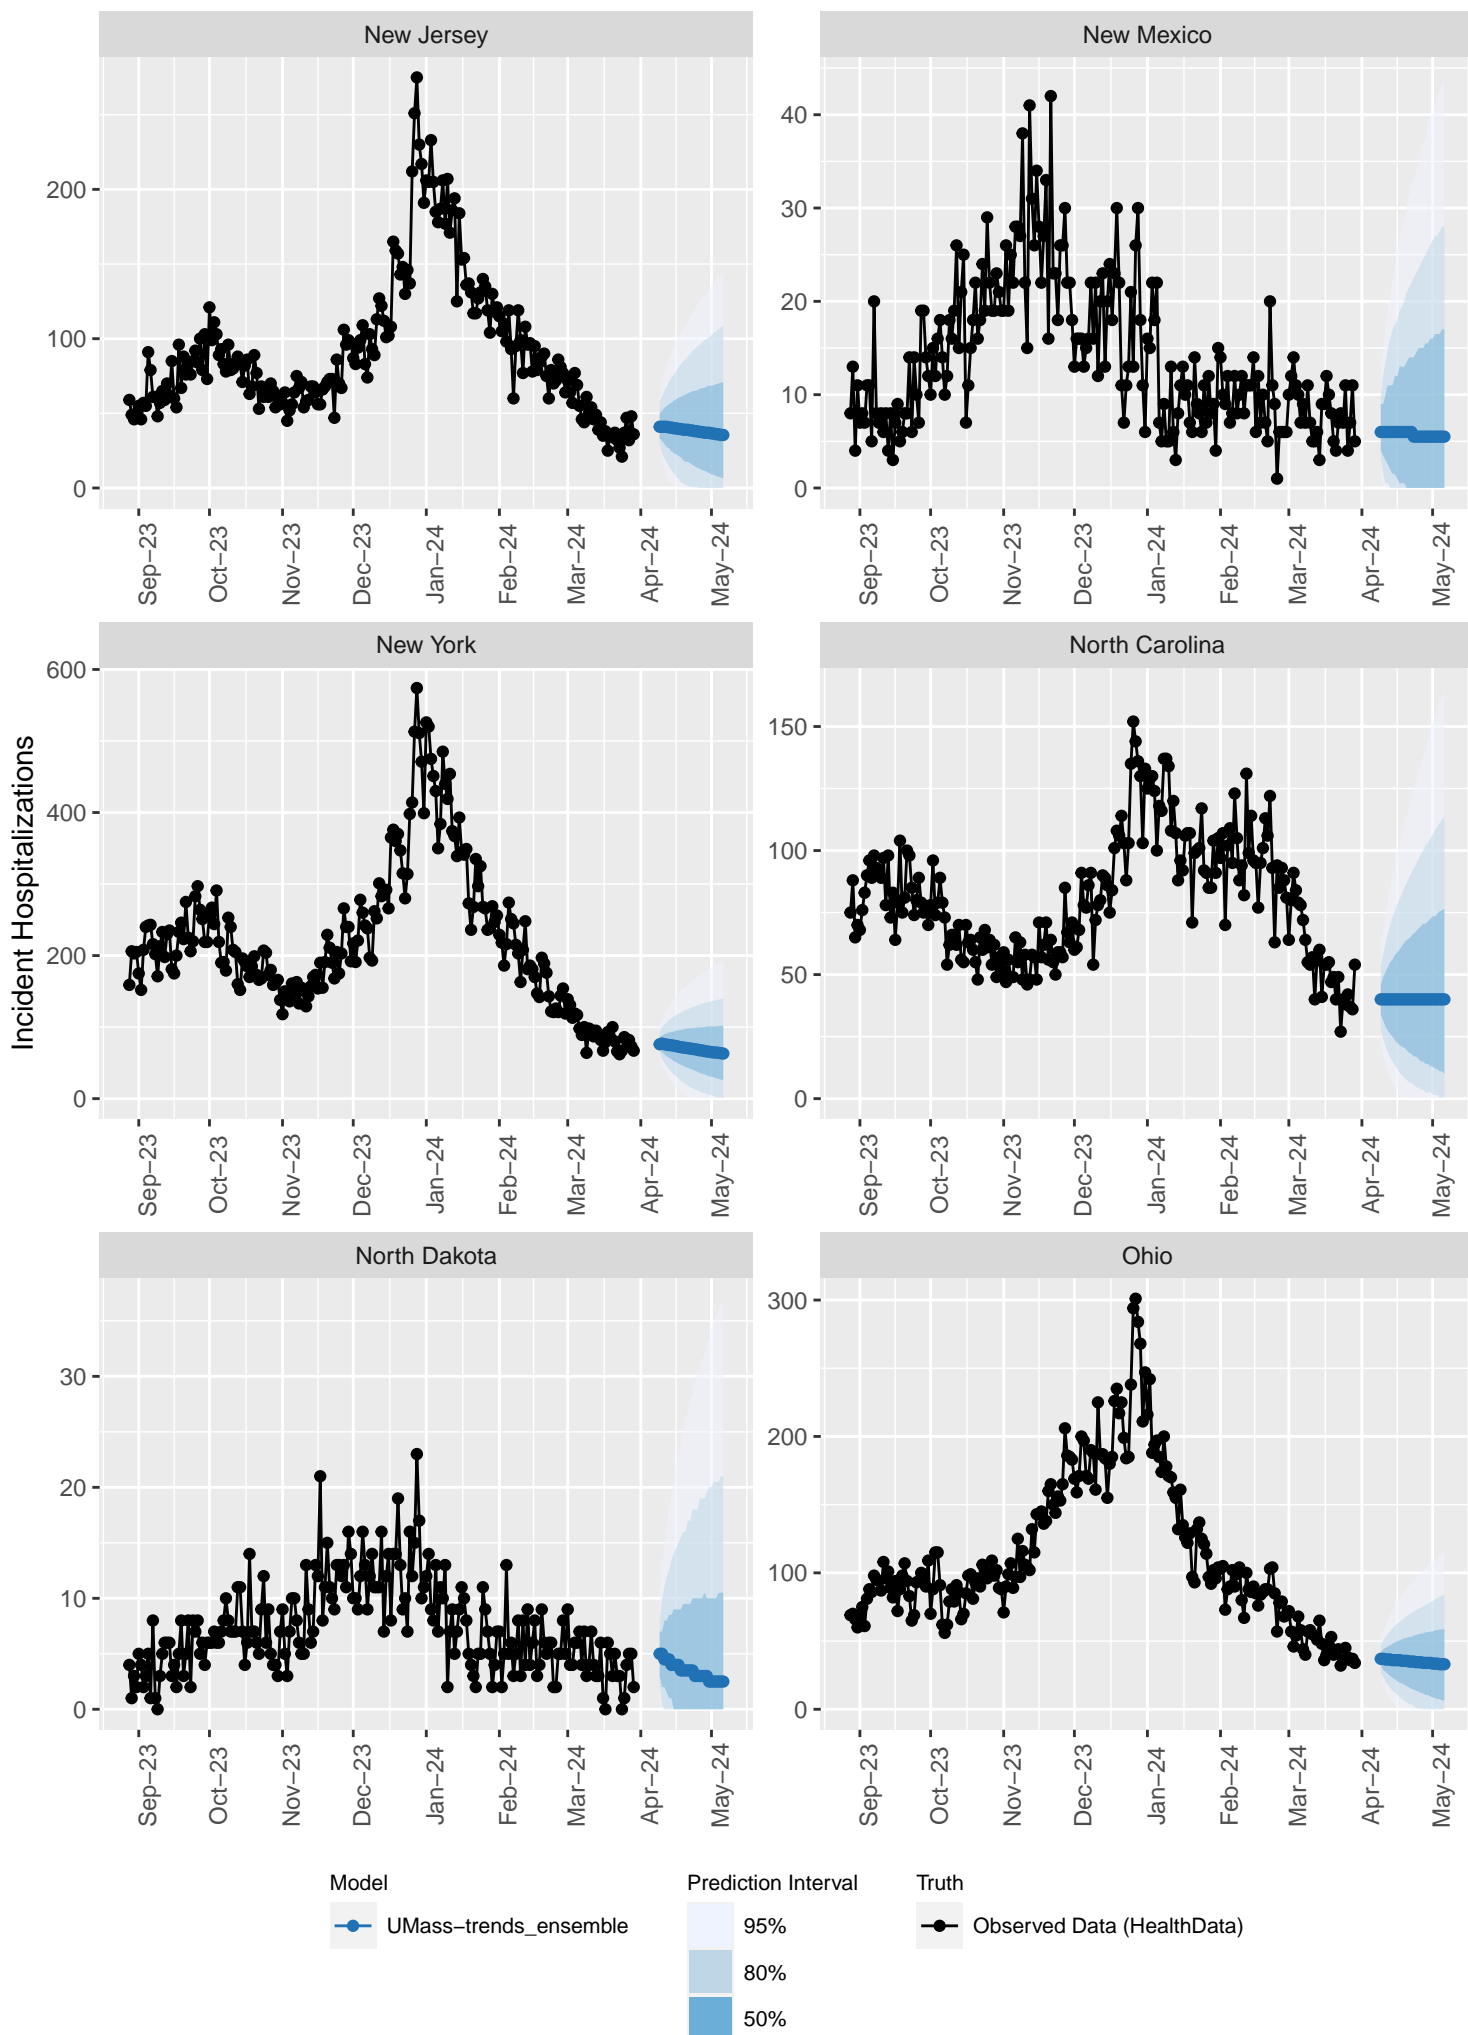 New Jersey
New Mexico
200
100
0
40
30
20
10
0
Sep−23
Oct−23
Nov−23
Dec−23
Jan−24
Feb−24
Mar−24
Apr−24
May−24
Sep−23
Oct−23
Nov−23
Dec−23
Jan−24
Feb−24
Mar−24
Apr−24
May−24
Incident Hospitalizations
New York
North Carolina
600
400
200
0
150
100
50
0
Sep−23
Oct−23
Nov−23
Dec−23
Jan−24
Feb−24
Mar−24
Apr−24
May−24
Sep−23
Oct−23
Nov−23
Dec−23
Jan−24
Feb−24
Mar−24
Apr−24
May−24
North Dakota
Ohio
30
20
10
0
300
200
100
0
Sep−23
Oct−23
Nov−23
Dec−23
Jan−24
Feb−24
Mar−24
Apr−24
May−24
Sep−23
Oct−23
Nov−23
Dec−23
Jan−24
Feb−24
Mar−24
Apr−24
May−24
Model
UMass−trends_ensemble
Prediction Interval
95%
80%
50%
Truth
Observed Data (HealthData)